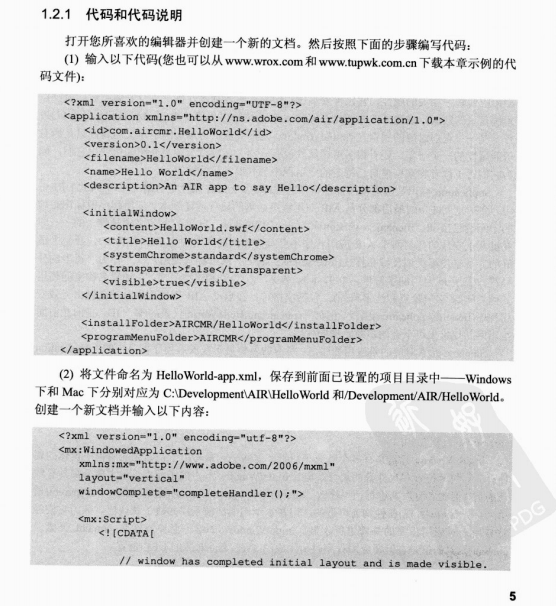 1.2.1 代码和代码说明
打开您所喜欢的编辑器并创建一个新的文档。然后按照下面的步骤编写代码：
(1) 输入以下代码(您也可以从 www.wrox.com 和 www.tupwk.com.cn 下载本章示例的代
码文件)：
<?xml version="1.0" encoding="UTF-8"?>
<application xmlns="http://ns.adobe.com/air/application/1.0">
<id>com.aircmr.HelloWorld</id>
<version>0.1</version>
<filename>HelloWorld</filename>
<name>Hello World</name>
<description>An AIR app to say Hello</description>
<initialWindow>
<content>HelloWorld.swf</content>
<title>Hello World</title>
<systemChrome>standard</systemChrome>
<transparent>false</transparent>
<visible>true</visible>
</initialWindow>
<installFolder>AIRCMR/HelloWorld</installFolder>
<programMenuFolder>AIRCMR</programMenuFolder>
</application>
(2) 将文件命名为 HelloWorld-app.xml，保存到前面已设置的项目目录中——Windows
下和 Mac 下分别对应为 C:\Development\AIR\HelloWorld 和/Development/AIR/HelloWorld。
创建一个新文档并输入以下内容：
<?xml version="1.0" encoding="utf-8"?>
<mx:WindowedApplication
xmlns:mx="http://www.adobe.com/2006/mxml"
layout="vertical"
windowComplete="completeHandler();">
<mx:Script>
<![CDATA[
// window has completed initial layout and is made visible.
PDG
5